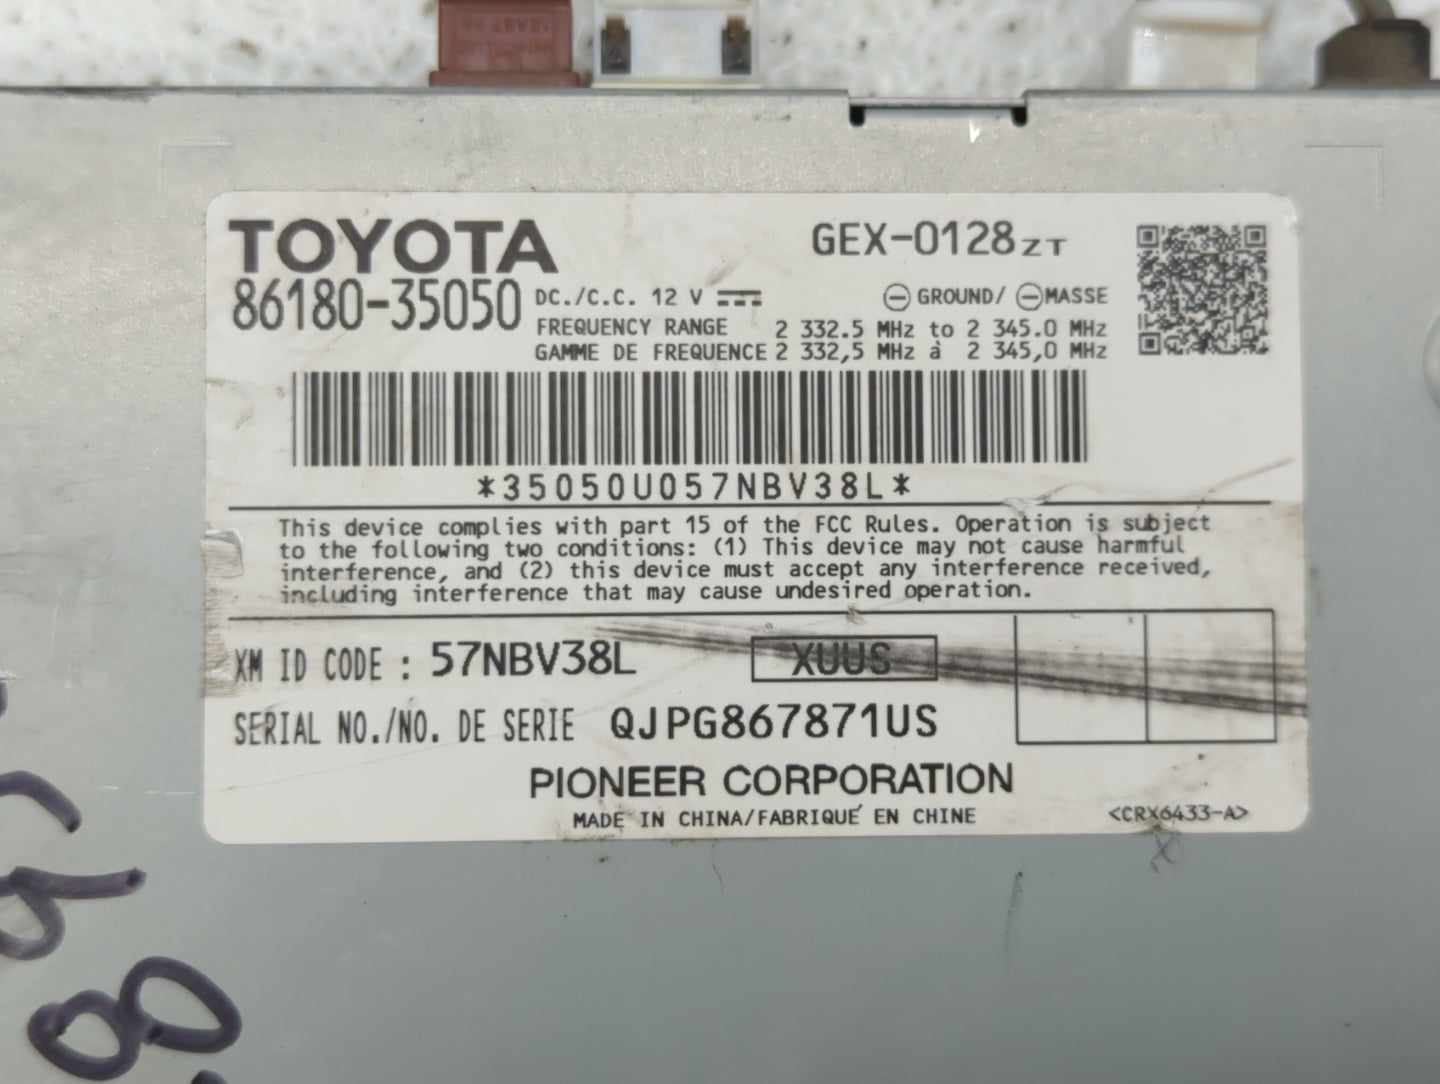 TOYOTA
GEX-0128ZT
86180-35050
DC./C.C. 12 V
GROUND/ MASSE
FREQUENCY RANGE 2 332.5 MHz to 2 345.0 MHz
GAMME DE FREQUENCE 2 332,5 MHz à 2 345,0 MHz
*35050U057NBV38L*
This device complies with part 15 of the FCC Rules. Operation is subject
to the following two conditions: (1) This device may not cause harmful
interference, and (2) this device must accept any interference received,
including interference that may cause undesired operation.
XM ID CODE : 57NBV38L
XUUS
SERIAL NO./NO. DE SERIE QJPG867871US
PIONEER CORPORATION
MADE IN CHINA/FABRIQUÉ EN CHINE
<CRX6433-A>